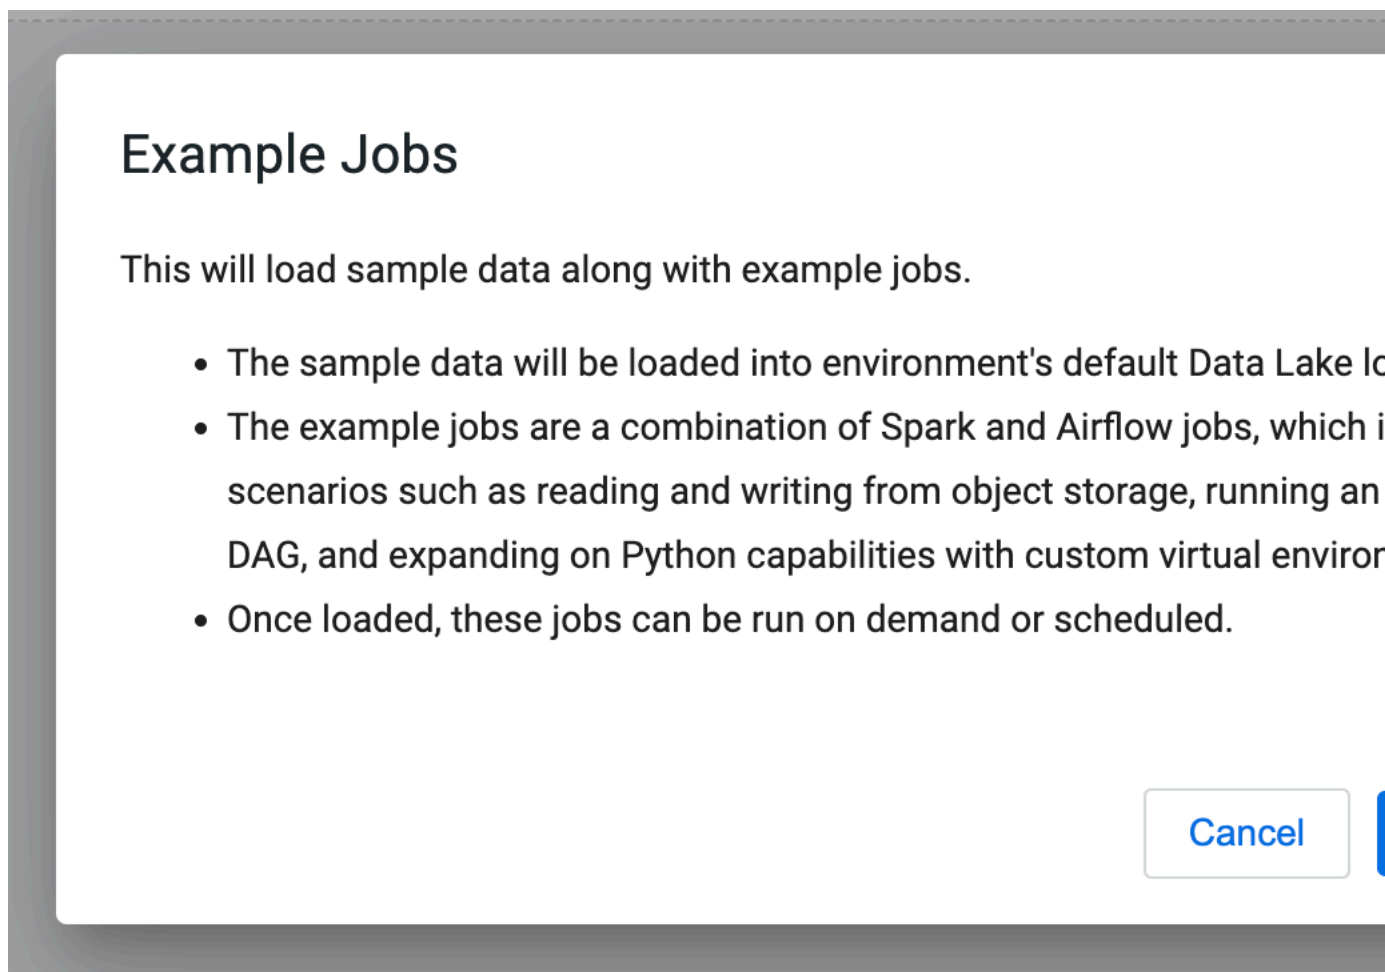 Example Jobs
This will load sample data along with example jobs.
• The sample data will be loaded into environment's default Data Lake
• The example jobs are a combination of Spark and Airflow jobs, which
scenarios such as reading and writing from object storage, running an
DAG, and expanding on Python capabilities with custom virtual
• Once loaded, these jobs can be run on demand or scheduled.
Cancel